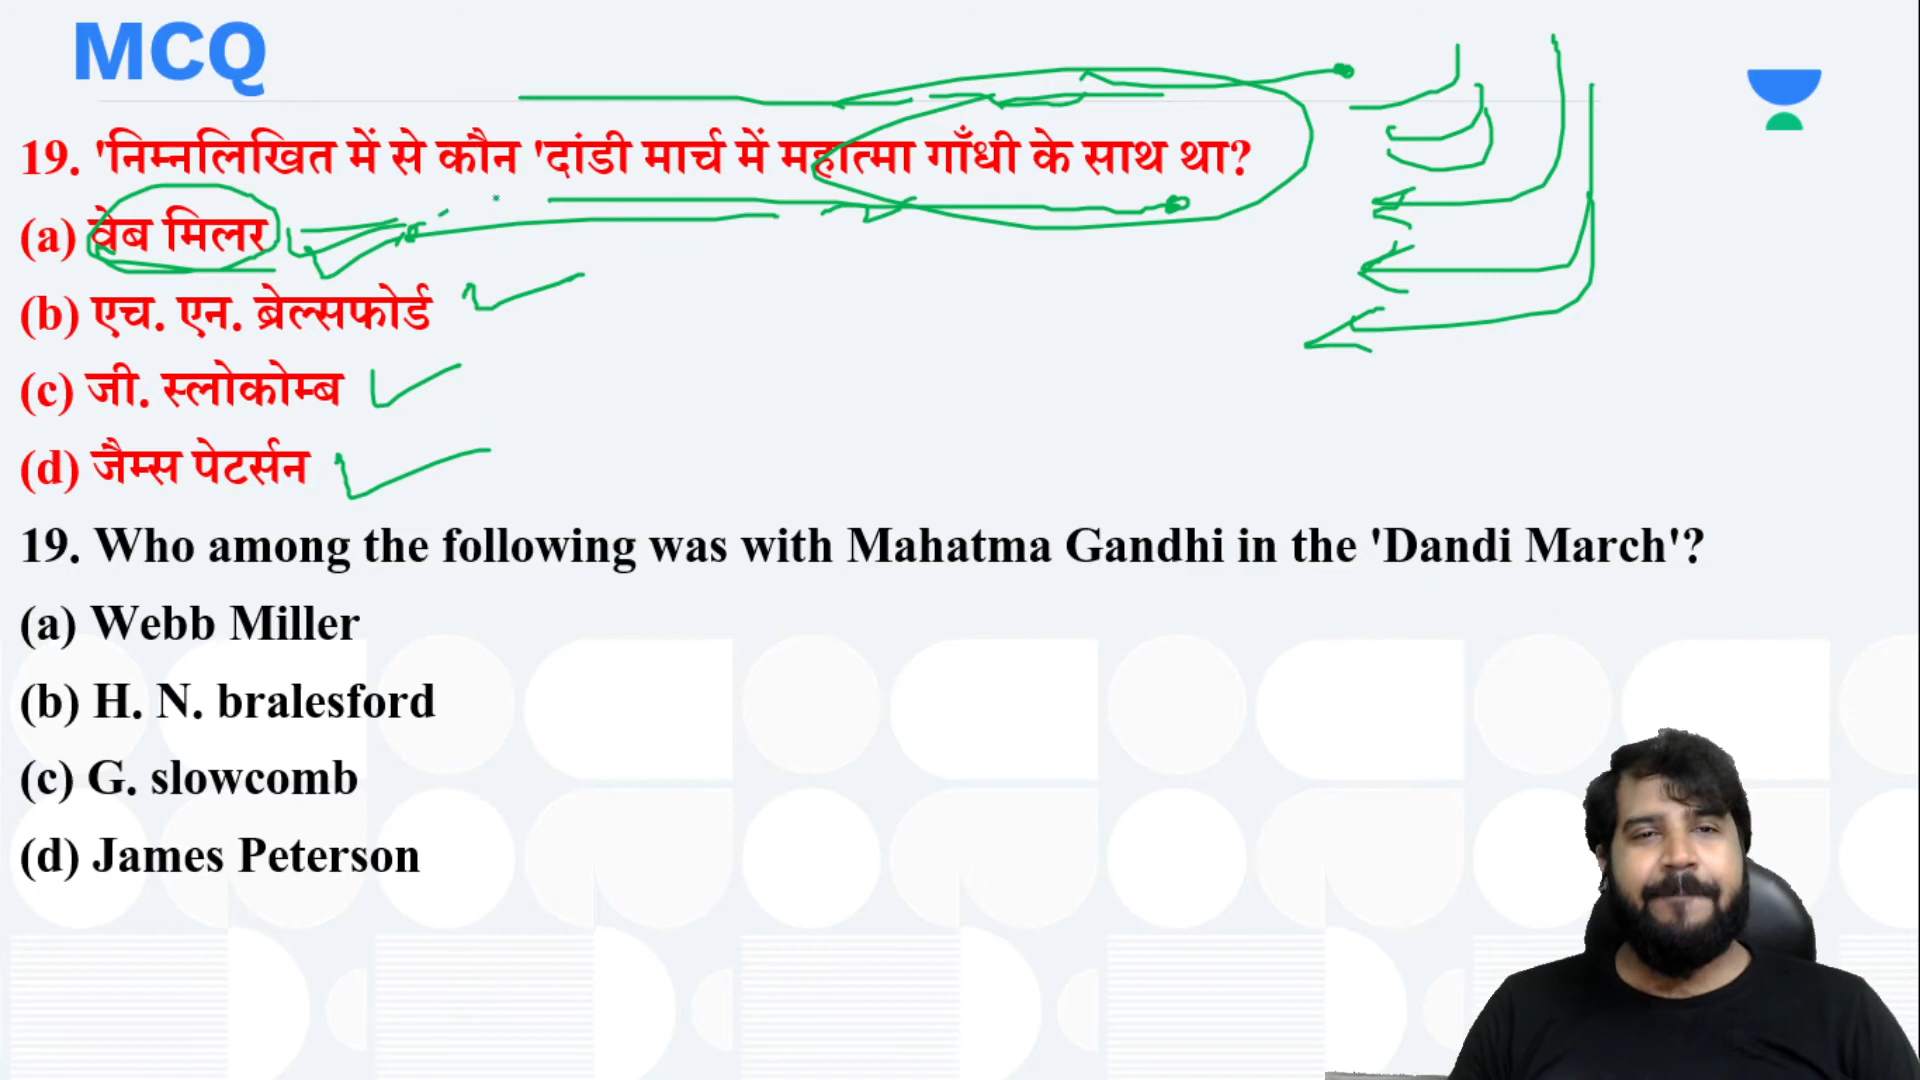 MCQ
19. 'निम्नलिखित में से कौन 'दांडी मार्च में महात्मा गाँधी के साथ था?
(a) वेब मिलर
(b) एच. एन. ब्रेल्सफोर्ड
(c) जी. स्लोकोम्ब
(d) जैम्स पेटर्सन
19. Who among the following was with Mahatma Gandhi in the 'Dandi March'?
(a) Webb Miller
(b) H. N. bralesford
(c) G. slowcomb
(d) James Peterson